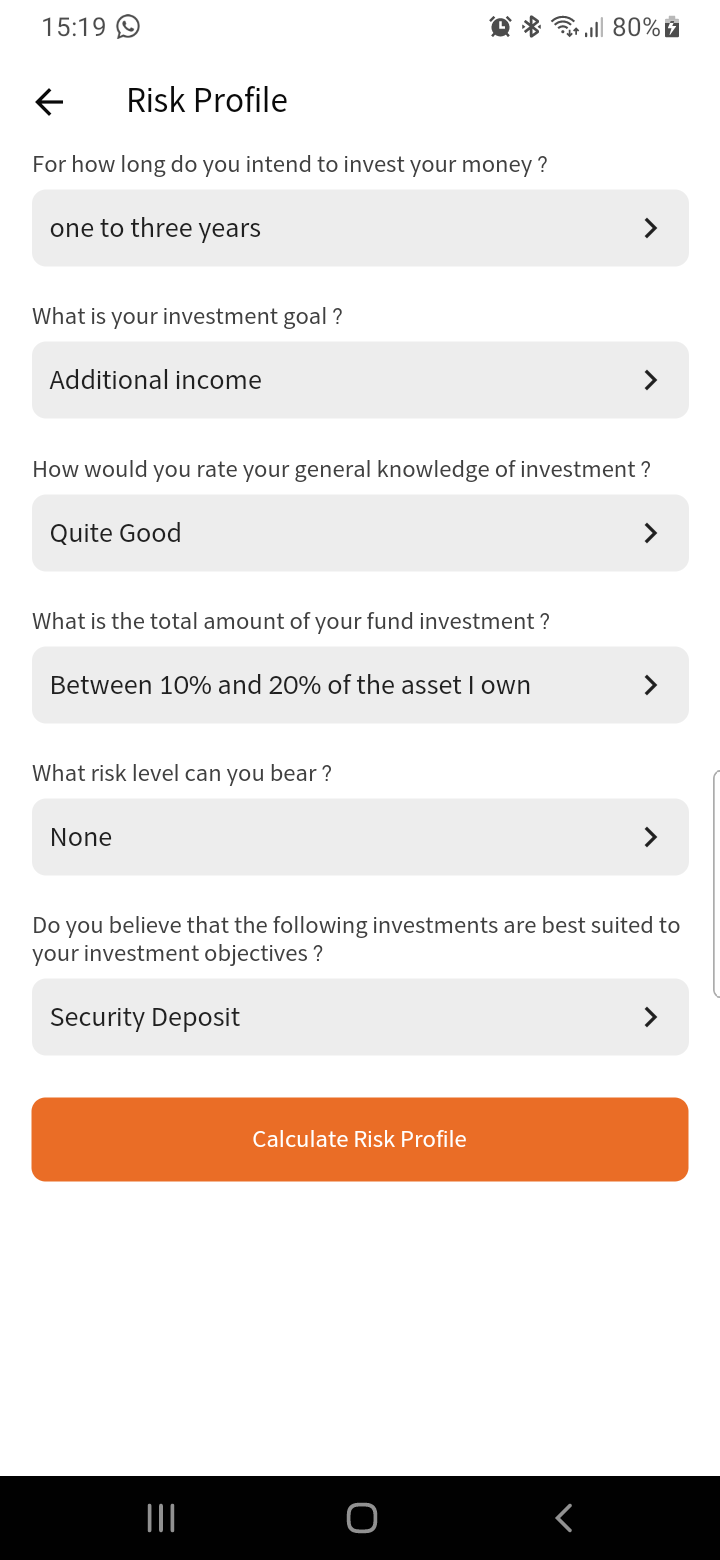 15:19
80%
Risk Profile
For how long do you intend to invest your money ?
one to three years
What is your investment goal ?
Additional income
How would you rate your general knowledge of investment ?
Quite Good
What is the total amount of your fund investment ?
Between 10% and 20% of the asset I own
What risk level can you bear ?
None
Do you believe that the following investments are best suited to
your investment objectives ?
Security Deposit
Calculate Risk Profile